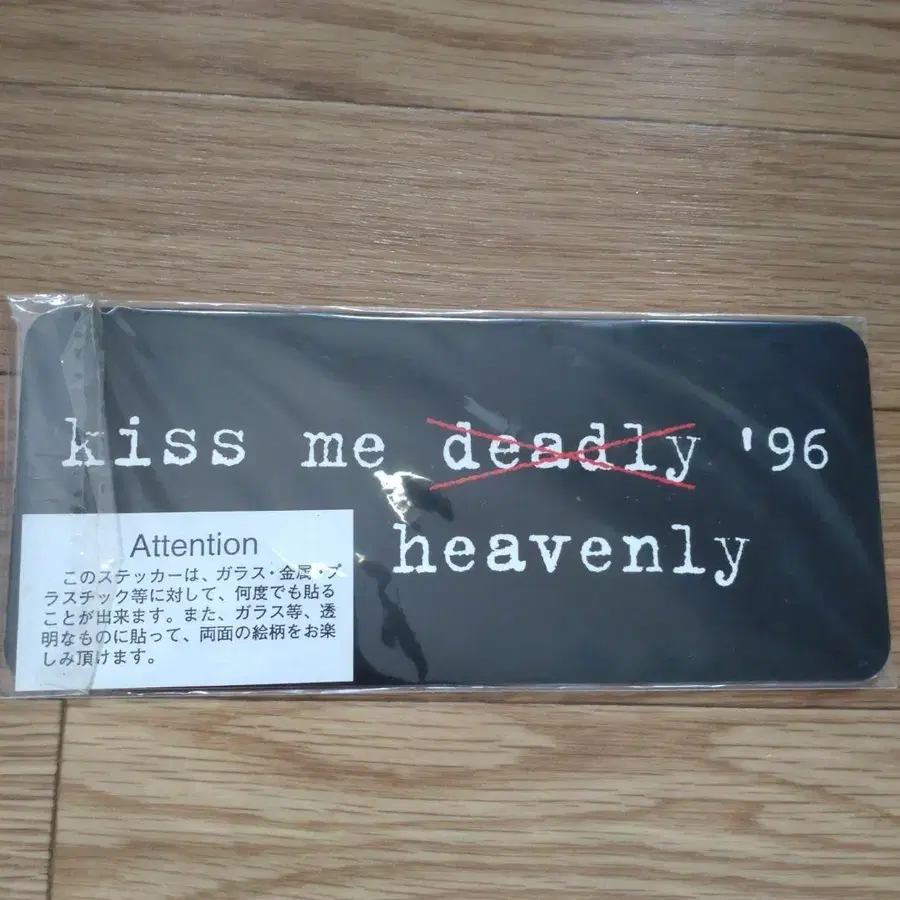 kiss me deadly '96
heavenly
Attention
このステッカーは、ガラス・金属・プ
ラスチック等に対して、何度でも貼る
ことが出来ます。また、ガラス等、透
明なものに貼って、両面の絵柄をお楽
しみ頂けます。